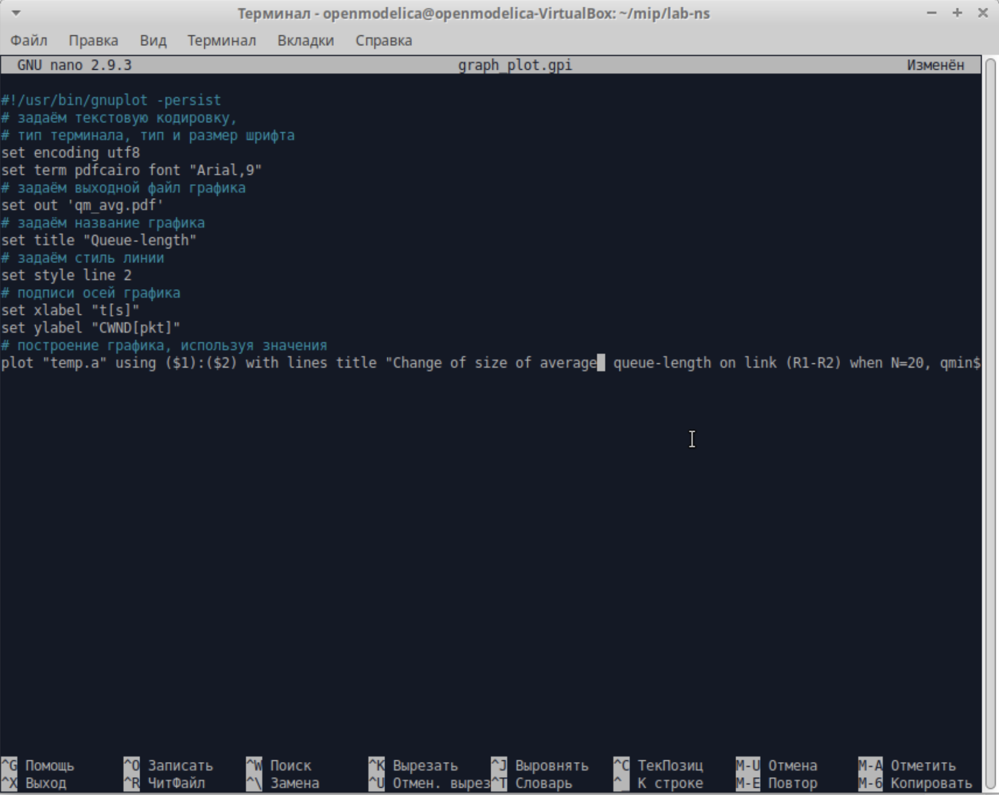 Терминал - openmodelica@openmodelica-VirtualBox: ~/mip/lab-ns
Файл Правка Вид Терминал Вкладки Справка
GNU nano 2.9.3 graph_plot.gpi Изменён
#!/usr/bin/gnuplot -persist
# задаём текстовую кодировку,
# тип терминала, тип и размер шрифта
set encoding utf8
set term pdfcairo font "Arial,9"
# задаём выходной файл графика
set out 'qm_avg.pdf'
# задаём название графика
set title "Queue-length"
# задаём стиль линии
set style line 2
# подписи осей графика
set xlabel "t[s]"
set ylabel "CWND[pkt]"
# построение графика, используя значения
plot "temp.a" using ($1):($2) with lines title "Change of size of average queue-length on link (R1-R2) when N=20, qmin$
^G Помощь ^O Записать ^W Поиск ^K Вырезать ^J Выровнять ^C ТекПозиц M-U Отмена M-A Отметить
^X Выход ^R ЧитФайл ^\ Замена ^U Отмен. вырез ^T Словарь ^_ К строке M-E Повтор M-6 Копировать